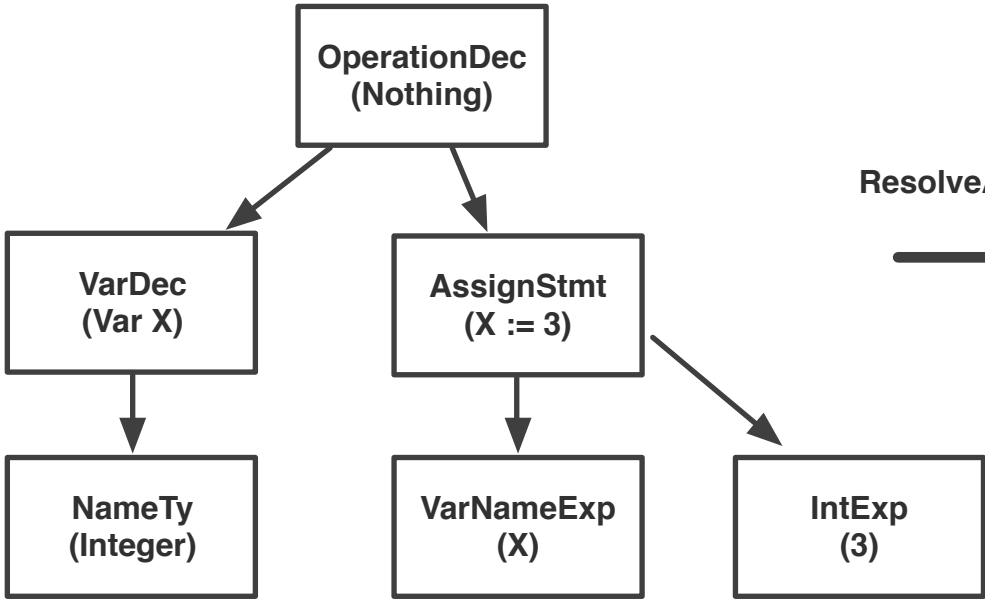 OperationDec
(Nothing)
VarDec
(Var X)
AssignStmt
(X := 3)
NameTy
(Integer)
VarNameExp
(X)
IntExp
(3)